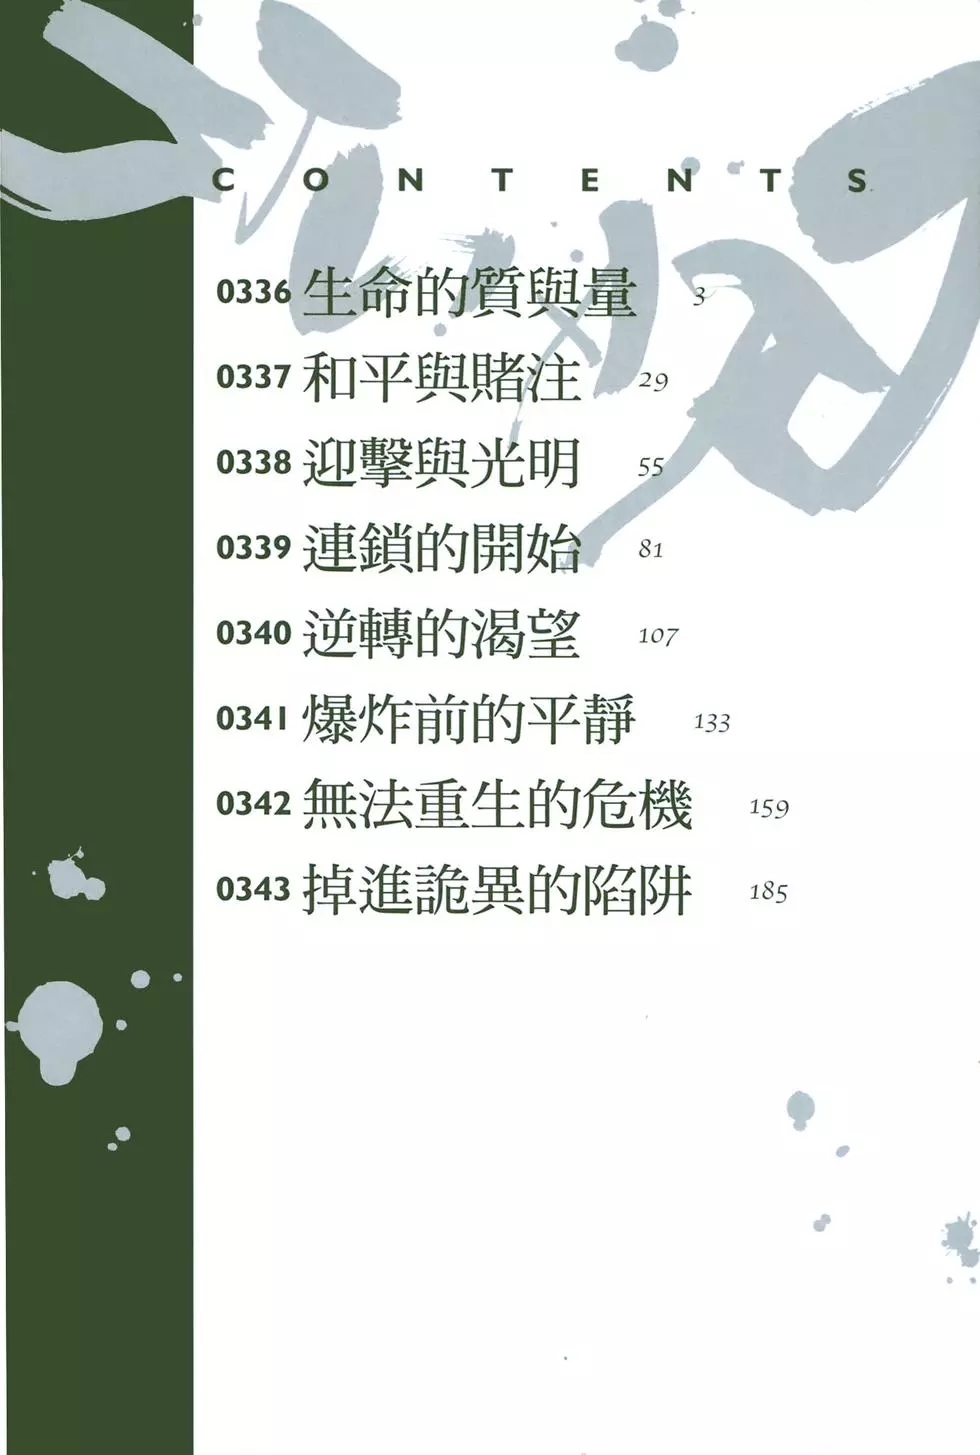 CONTENTS
0336 生命的質與量 3
0337 和平與賭注 29
0338 迎擊與光明 55
0339 連鎖的開始 81
0340 逆轉的渴望 107
0341 爆炸前的平靜 133
0342 無法重生的危機 159
0343 掉進詭異的陷阱 185